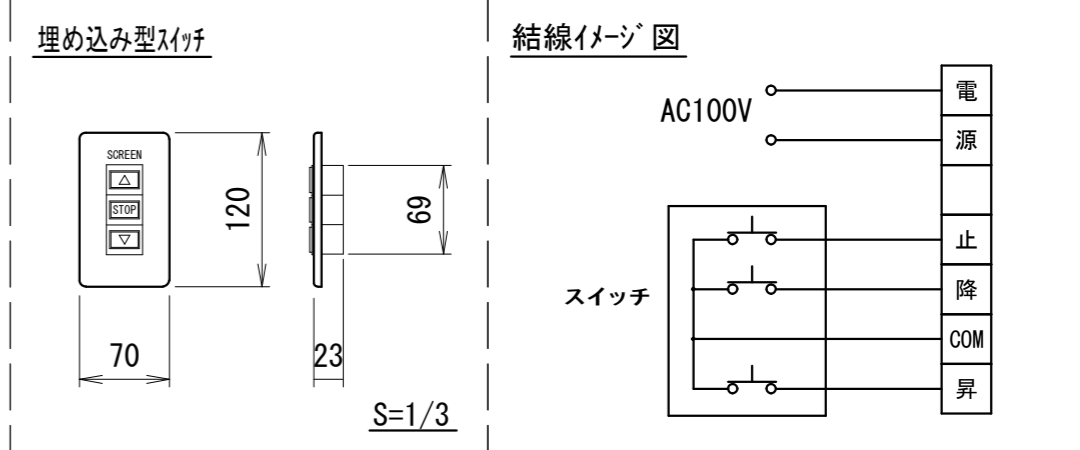 埋め込み型スイッチ
SCREEN
△
STOP
▽
120
70
69
23
S=1/3
結線イメージ図
AC100V
電
源
スイッチ
止
降
COM
昇